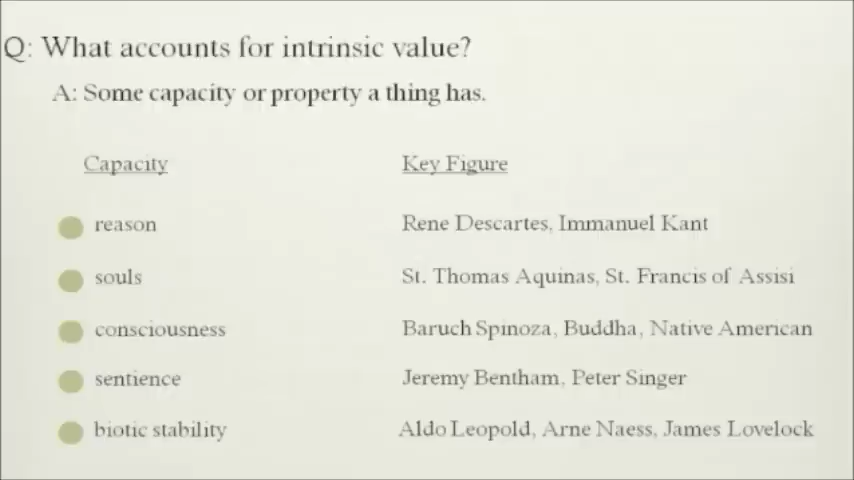 Q: What accounts for intrinsic value?
A: Some capacity or property a thing has.
Capacity Key Figure
reason Rene Descartes, Immanuel Kant
souls St. Thomas Aquinas, St. Francis of Assisi
consciousness Baruch Spinoza, Buddha, Native American
sentience Jeremy Bentham, Peter Singer
biotic stability Aldo Leopold, Arne Naess, James Lovelock